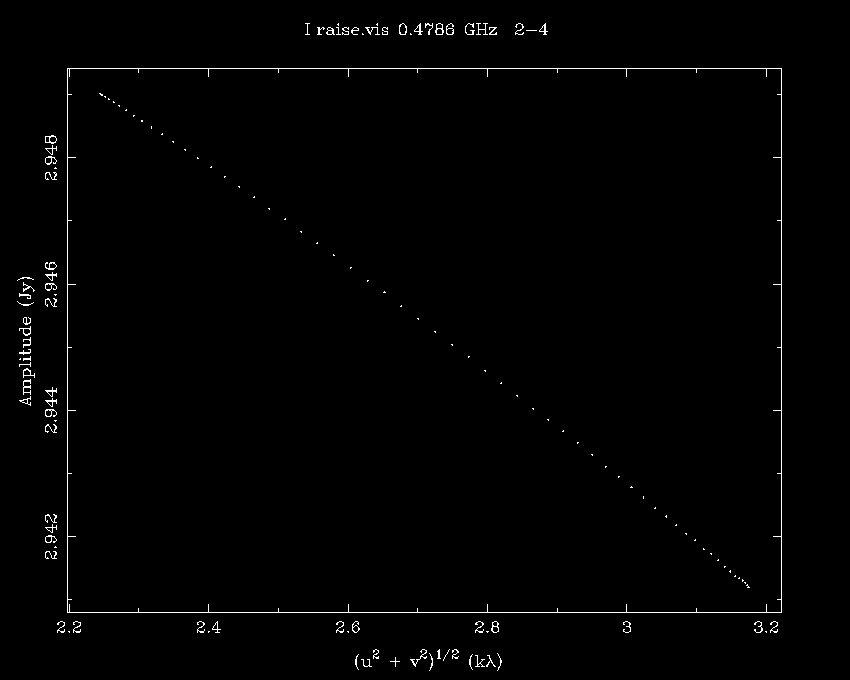 I raise.vis 0.4786 GHz 2−4
Amplitude (Jy)
2.948
2.946
2.944
2.942
2.2 2.4 2.6 2.8 3 3.2
(u² + v²)^1/2 (kλ)